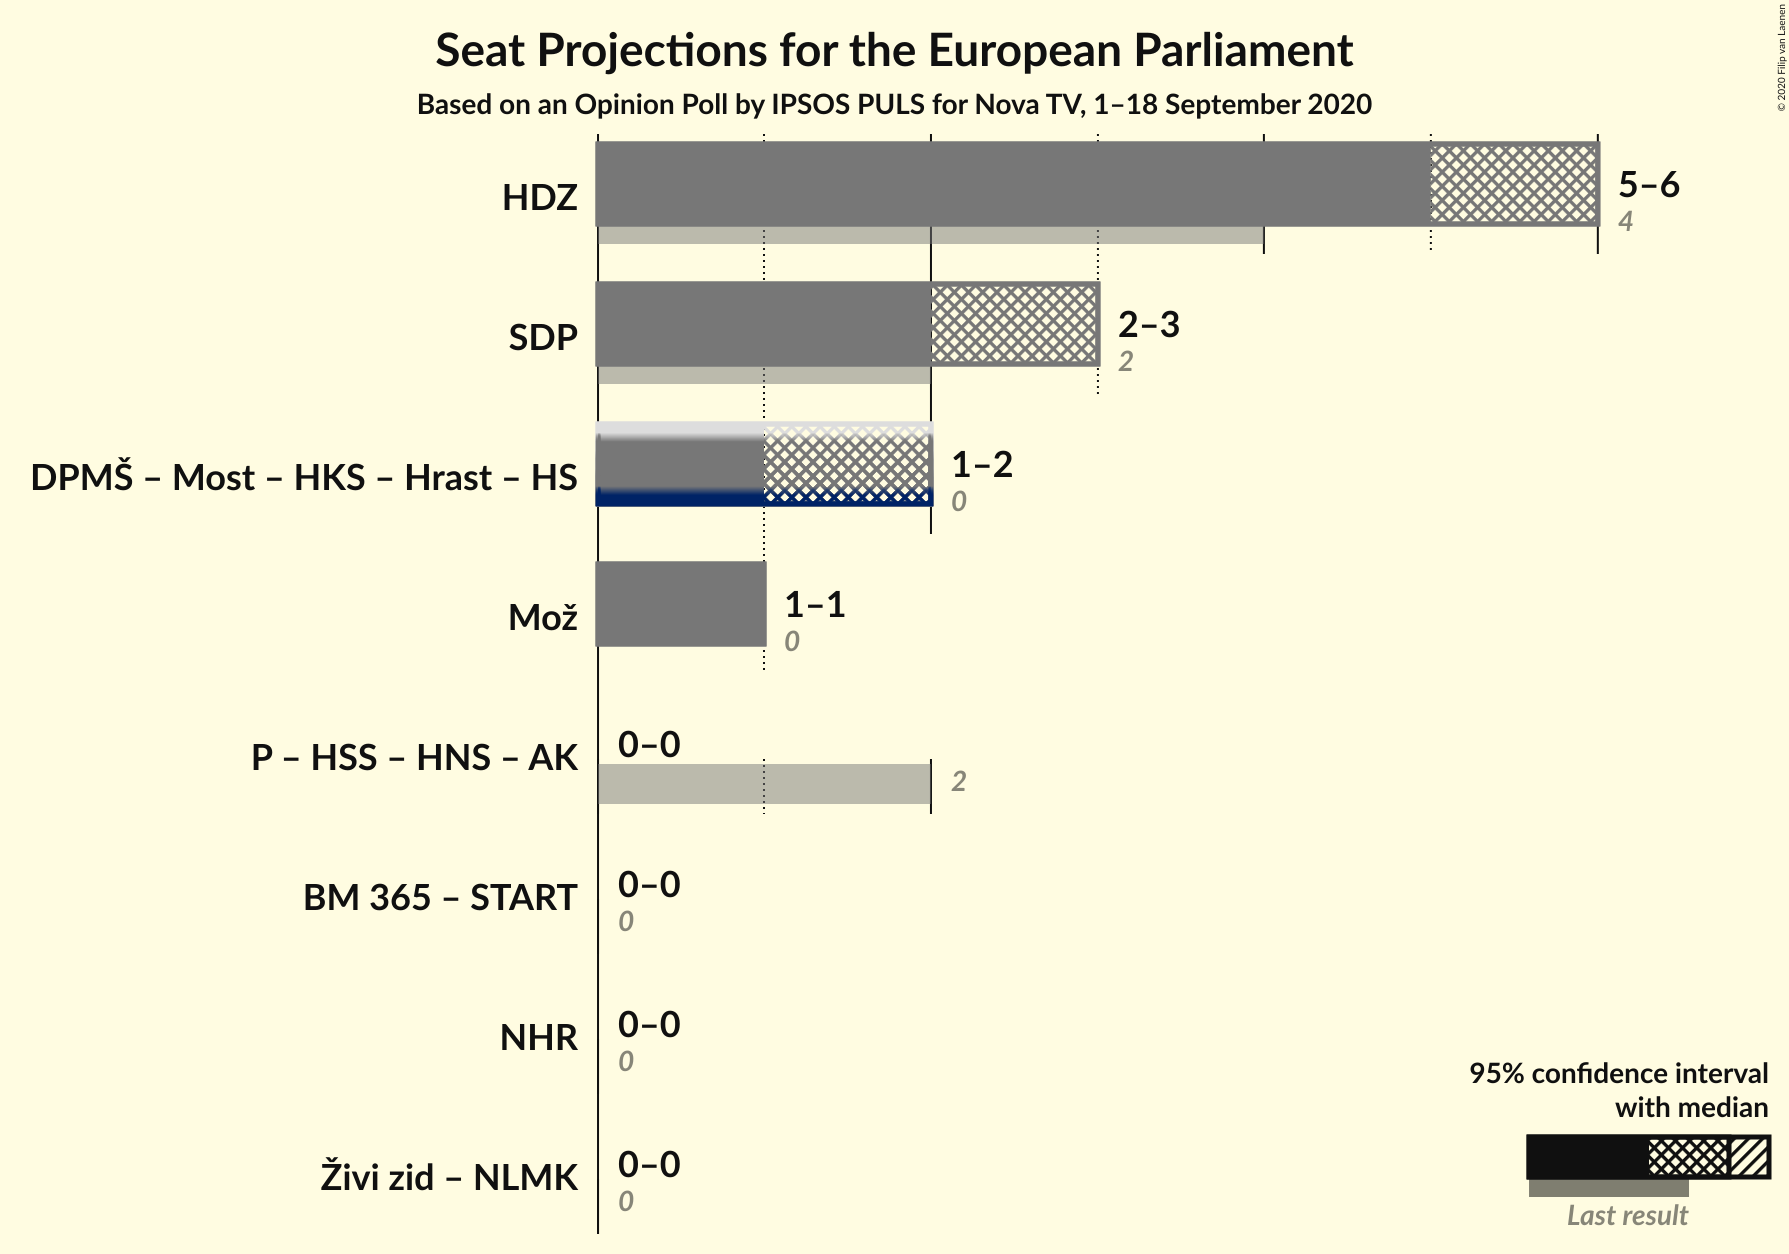 Seat Projections for the European Parliament
Based on an Opinion Poll by IPSOS PULS for Nova TV, 1–18 September 2020
© 2020 Filip van Laenen
HDZ
5–6
4
SDP
2–3
2
DPMŠ – Most – HKS – Hrast – HS
1–2
0
Mož
1–1
0
P – HSS – HNS – AK
0–0
2
BM 365 – START
0–0
0
NHR
0–0
0
Živi zid – NLMK
0–0
0
95% confidence interval
with median
Last result